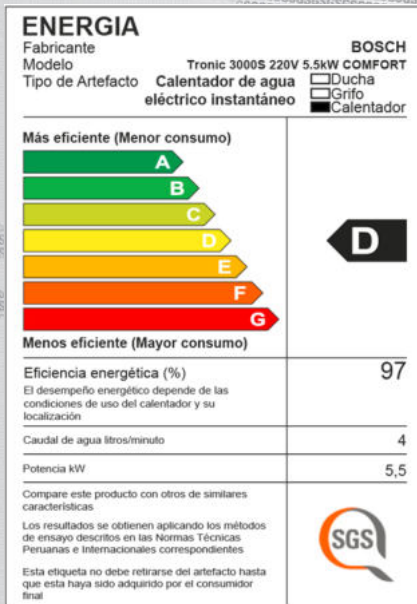 ENERGIA
Fabricante BOSCH
Modelo Tronic 3000S 220V 5.5kW COMFORT
Tipo de Artefacto Calentador de agua
eléctrico instantáneo
Ducha
Grifo
Calentador
Más eficiente (Menor consumo)
A
B
C
D
E
F
G
D
Menos eficiente (Mayor consumo)
Eficiencia energética (%) 97
El desempeño energético depende de las
condiciones de uso del calentador y su
localización
Caudal de agua litros/minuto 4
Potencia kW 5,5
Compare este producto con otros de similares
características
Los resultados se obtienen aplicando los métodos
de ensayo descritos en las Normas Técnicas
Peruanas e Internacionales correspondientes
Esta etiqueta no debe retirarse del artefacto hasta
que esta haya sido adquirido por el consumidor
final
SGS